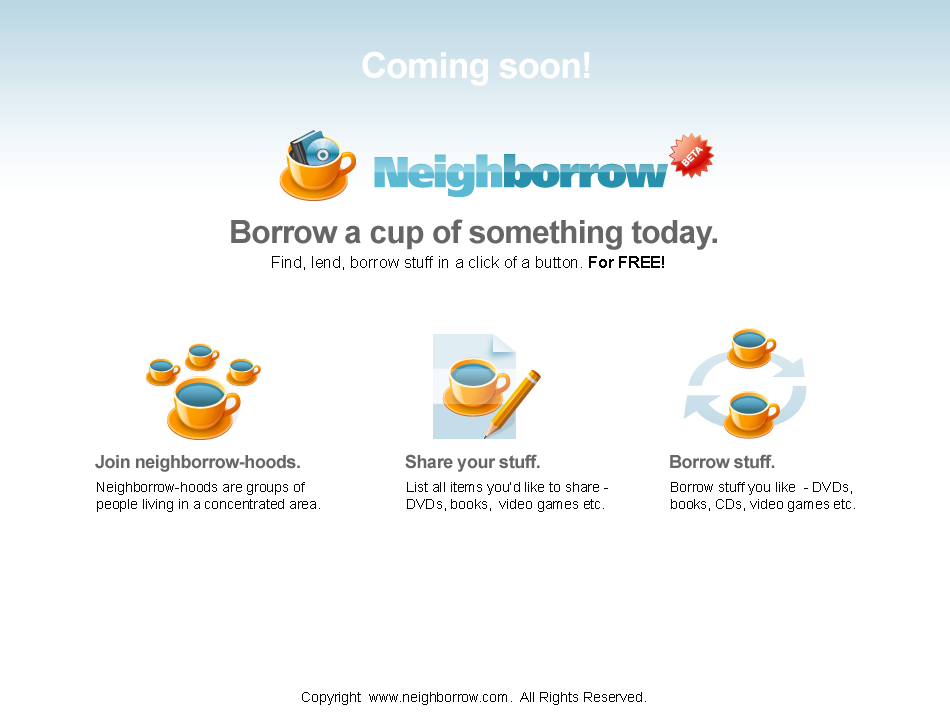 Coming soon!
Neighborrow
BETA
Borrow a cup of something today.
Find, lend, borrow stuff in a click of a button. For FREE!
Join neighborrow-hoods.
Neighborrow-hoods are groups of
people living in a concentrated area.
Share your stuff.
List all items you'd like to share -
DVDs, books, video games etc.
Borrow stuff.
Borrow stuff you like - DVDs,
books, CDs, video games etc.
Copyright www.neighborrow.com. All Rights Reserved.